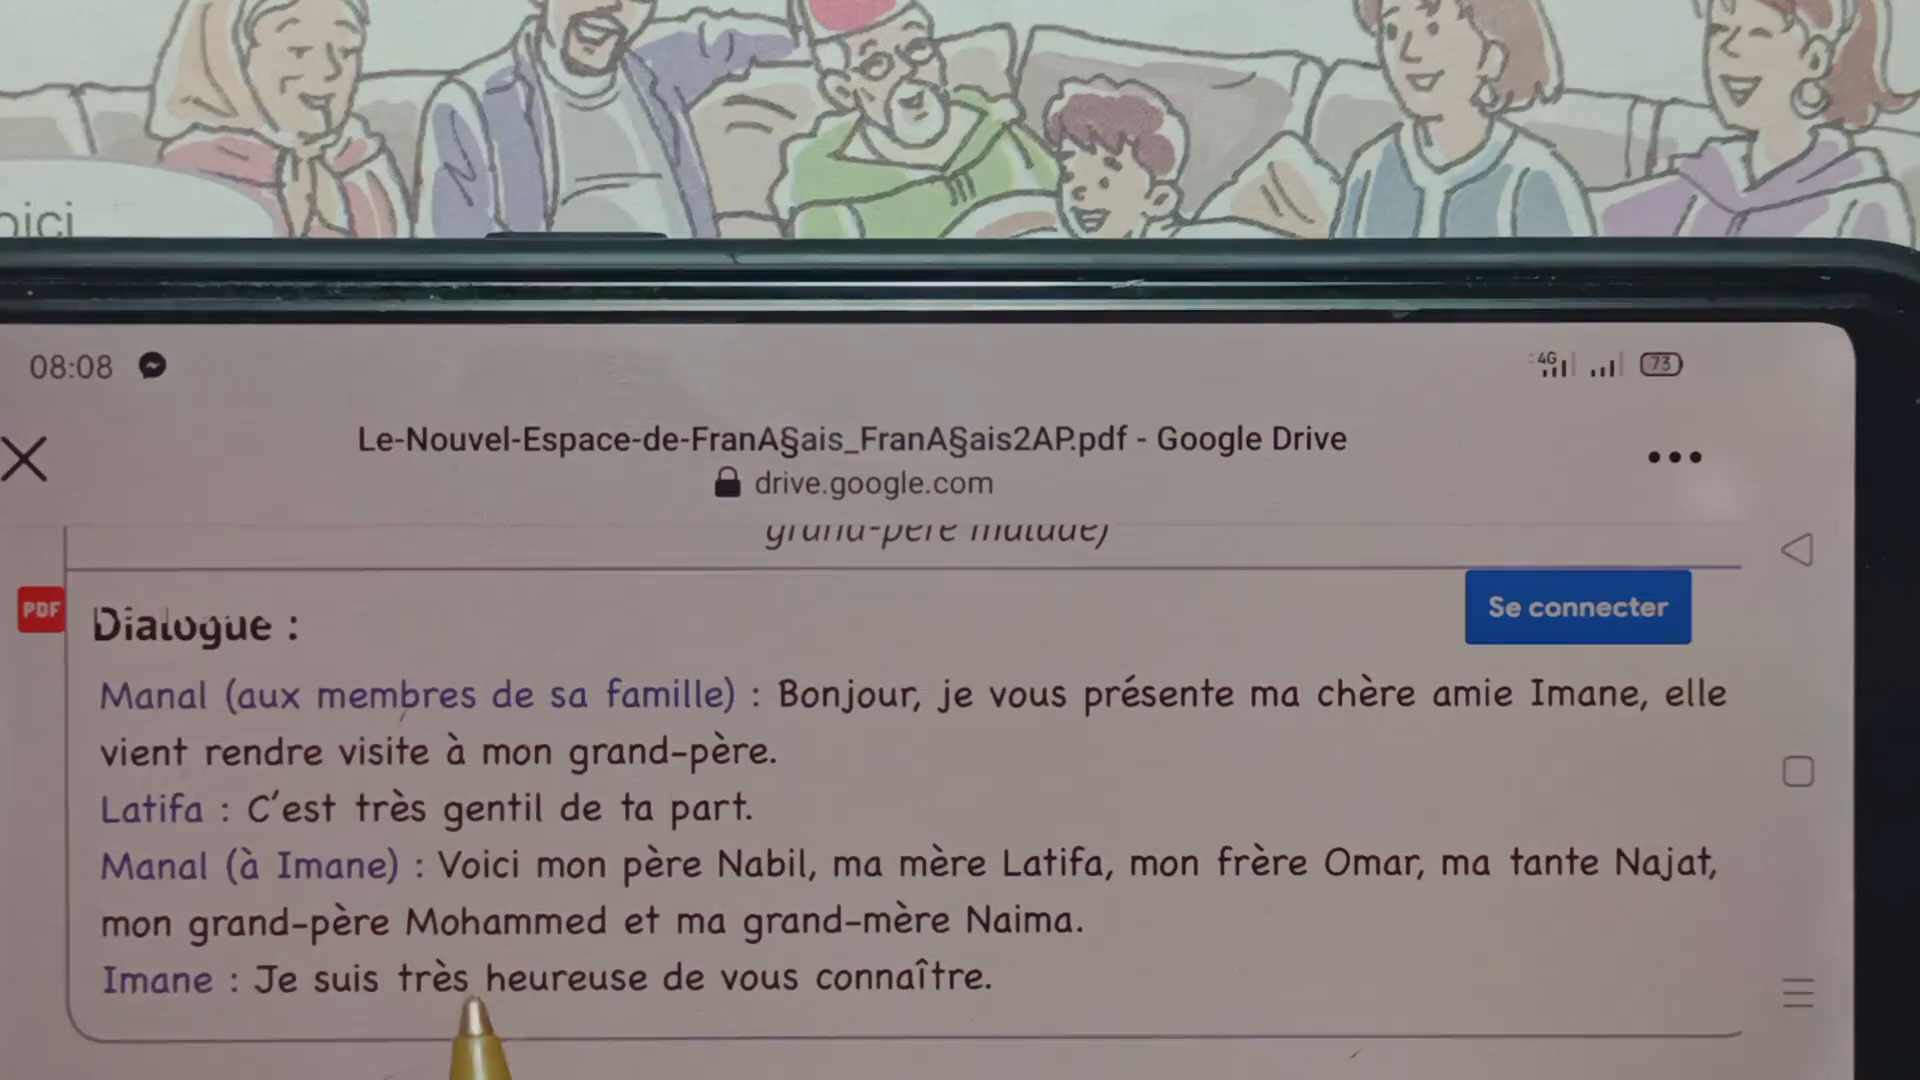 08:08
4G
73
Le-Nouvel-Espace-de-FranA§ais_FranA§ais2AP.pdf - Google Drive
drive.google.com
PDF
Se connecter
Dialogue :
Manal (aux membres de sa famille) : Bonjour, je vous présente ma chère amie Imane, elle
vient rendre visite à mon grand-père.
Latifa : C'est très gentil de ta part.
Manal (à Imane) : Voici mon père Nabil, ma mère Latifa, mon frère Omar, ma tante Najat,
mon grand-père Mohammed et ma grand-mère Naima.
Imane : Je suis très heureuse de vous connaître.